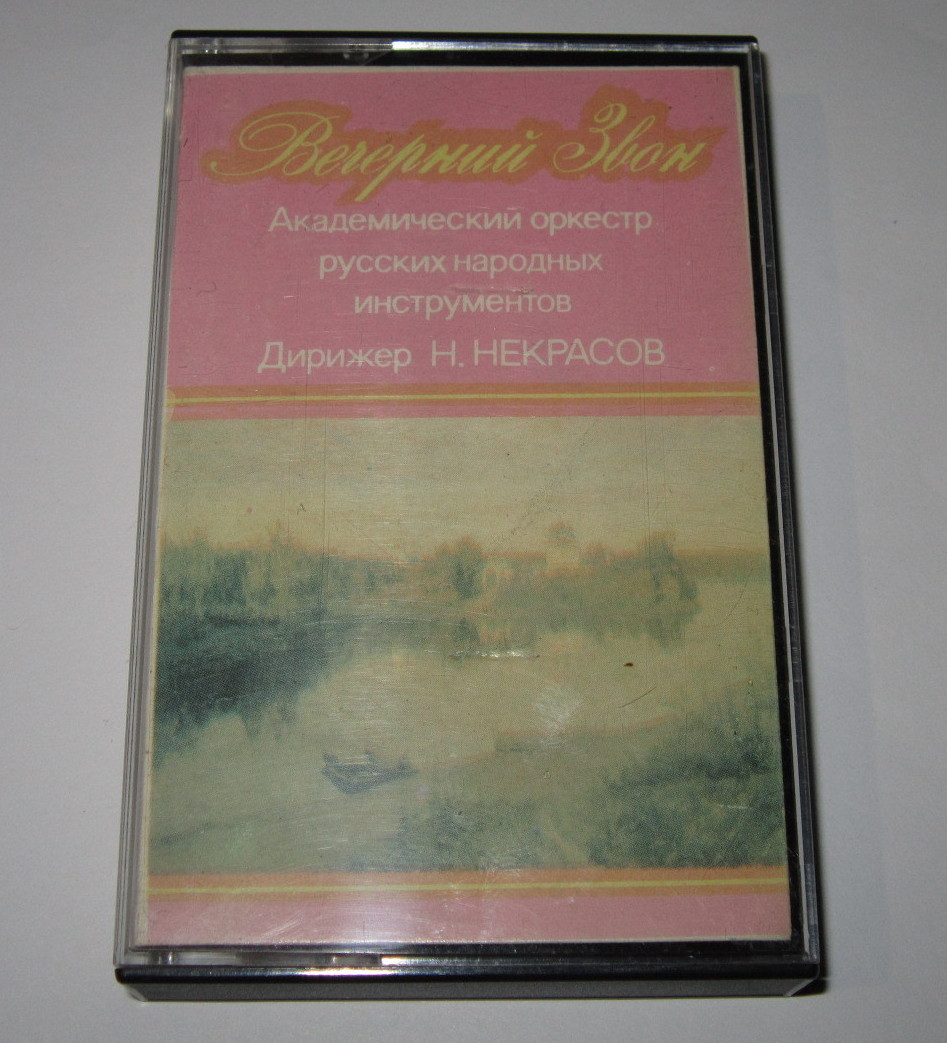 Вечерний Звон
Академический оркестр
русских народных
инструментов
Дирижер Н. НЕКРАСОВ